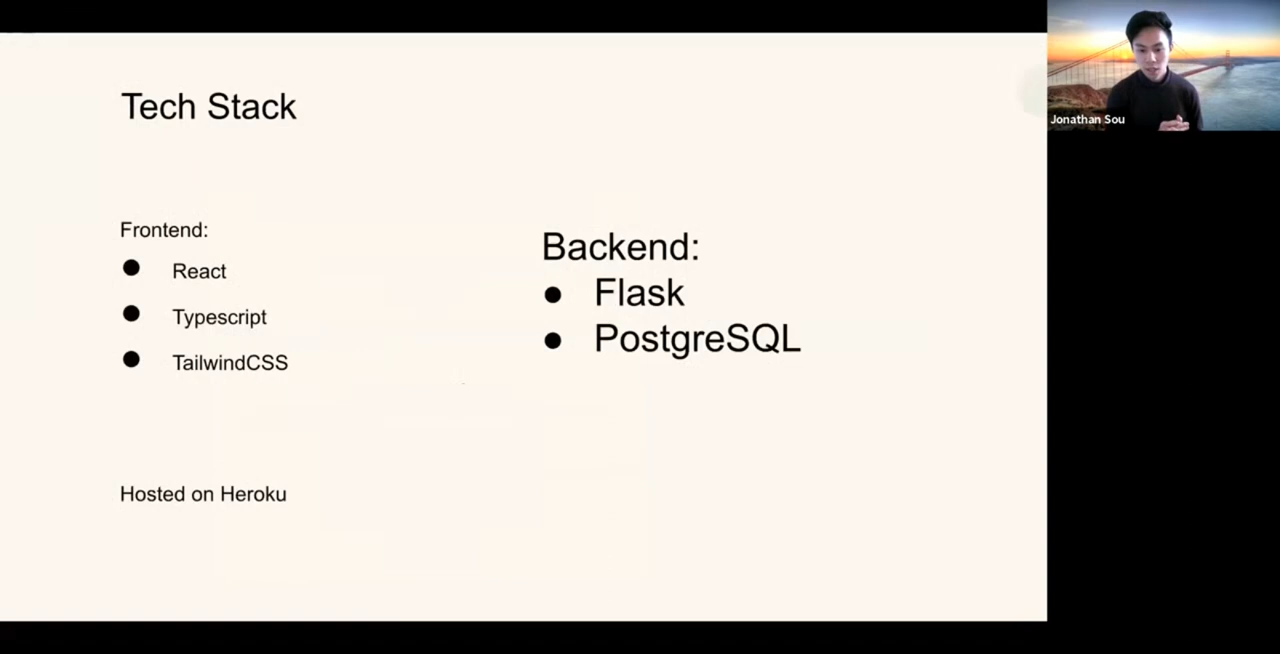 Tech Stack
Frontend:
● React
● Typescript
● TailwindCSS
Hosted on Heroku
Backend:
● Flask
● PostgreSQL
Jonathan Sou